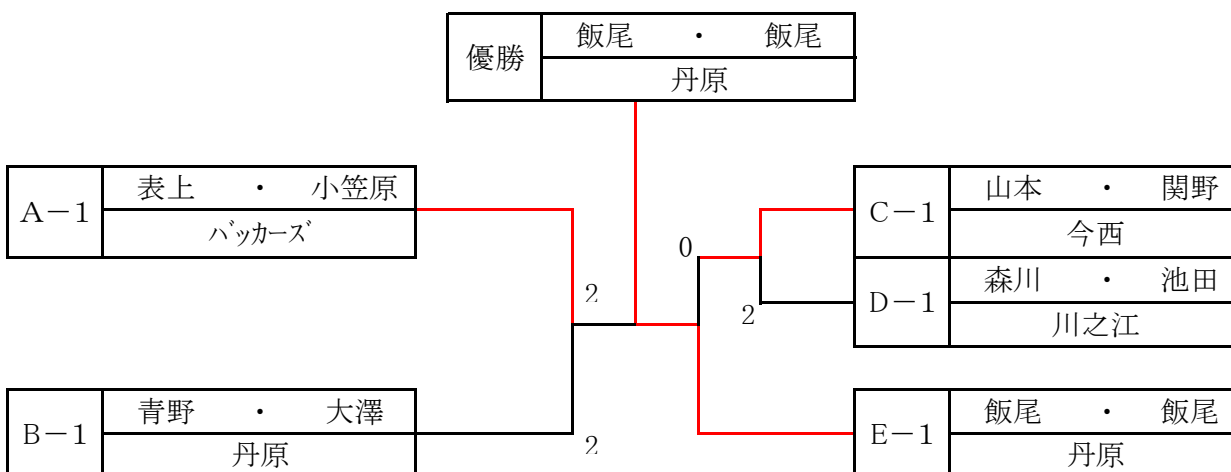 優勝
飯尾 ・ 飯尾
丹原
A－1
表上 ・ 小笠原
バッカーズ
B－1
青野 ・ 大澤
丹原
2
2
0
2
C－1
山本 ・ 関野
今西
D－1
森川 ・ 池田
川之江
E－1
飯尾 ・ 飯尾
丹原